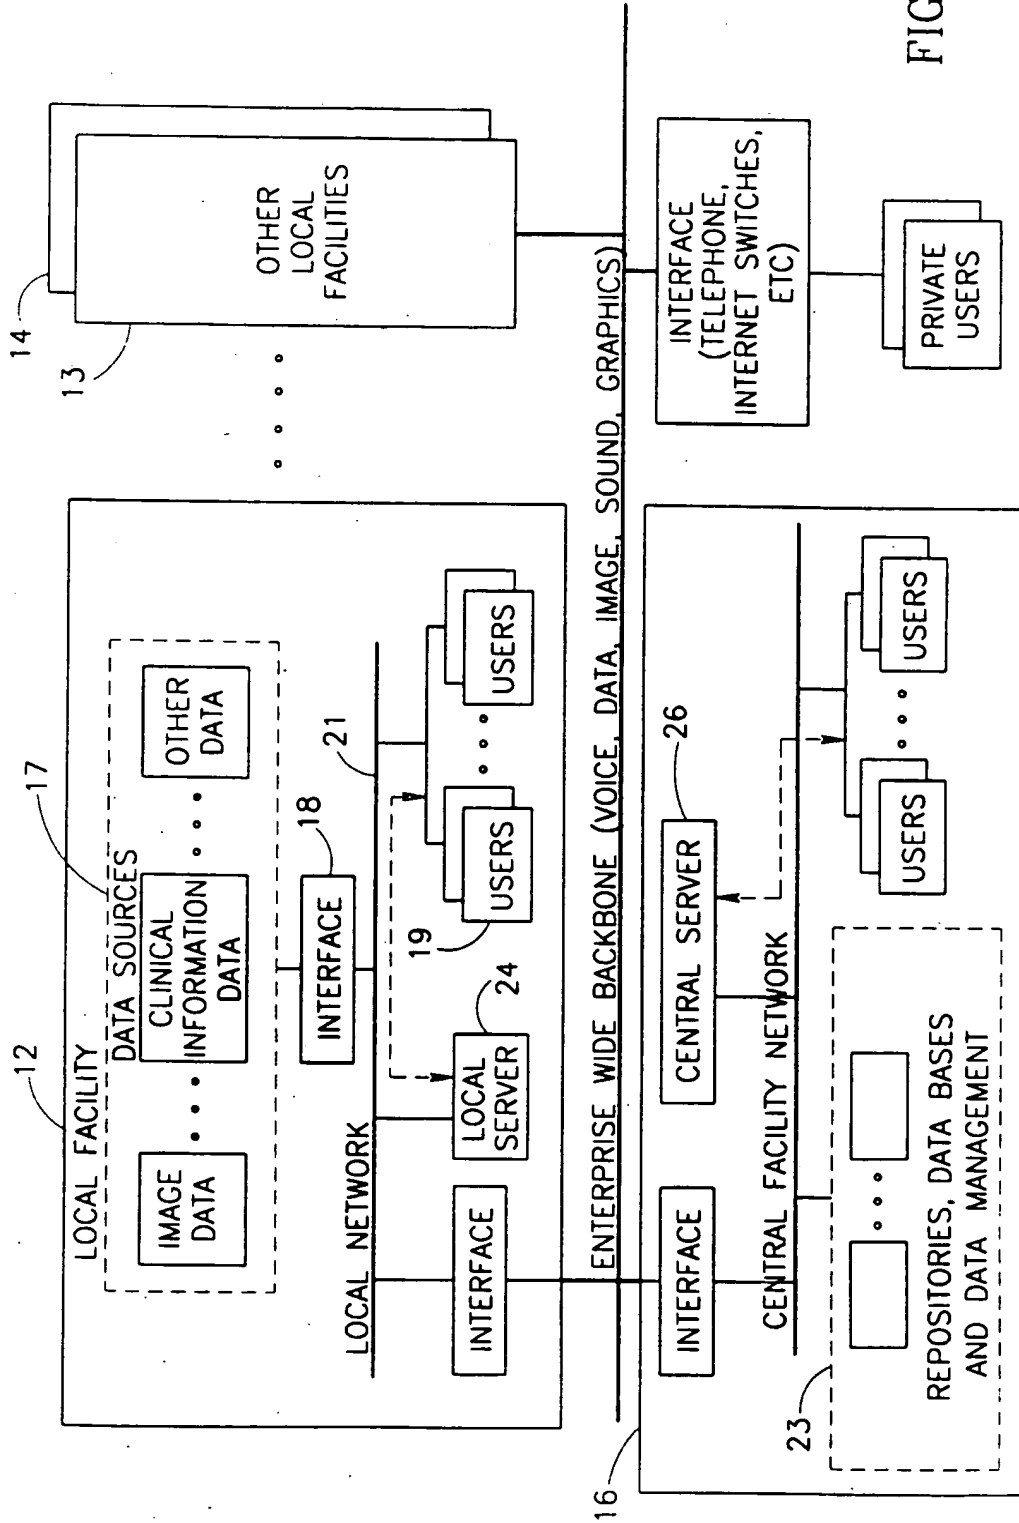 12
LOCAL FACILITY
17
DATA SOURCES
IMAGE
DATA
CLINICAL
INFORMATION
DATA
OTHER
DATA
INTERFACE
18
LOCAL NETWORK
21
INTERFACE
LOCAL
SERVER
24
19
USERS
USERS
14
13
OTHER
LOCAL
FACILITIES
ENTERPRISE WIDE BACKBONE (VOICE, DATA, IMAGE, SOUND, GRAPHICS)
16
INTERFACE
CENTRAL SERVER
26
CENTRAL FACILITY NETWORK
23
REPOSITORIES, DATA BASES
AND DATA MANAGEMENT
USERS
USERS
INTERFACE
(TELEPHONE,
INTERNET SWITCHES,
ETC)
PRIVATE
USERS
FIG